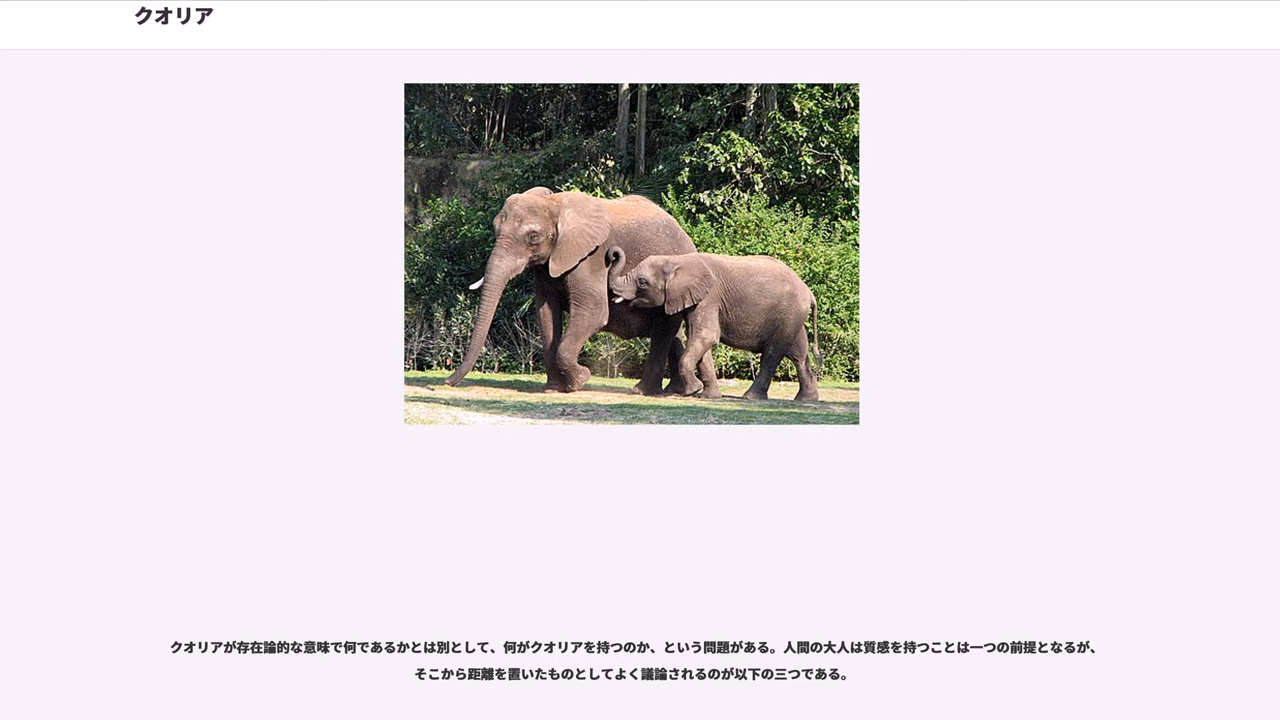 クオリア
クオリアが存在論的な意味で何であるかとは別として、何がクオリアを持つのか、という問題がある。人間の大人は質感を持つことは一つの前提となるが、
そこから距離を置いたものとしてよく議論されるのが以下の三つである。